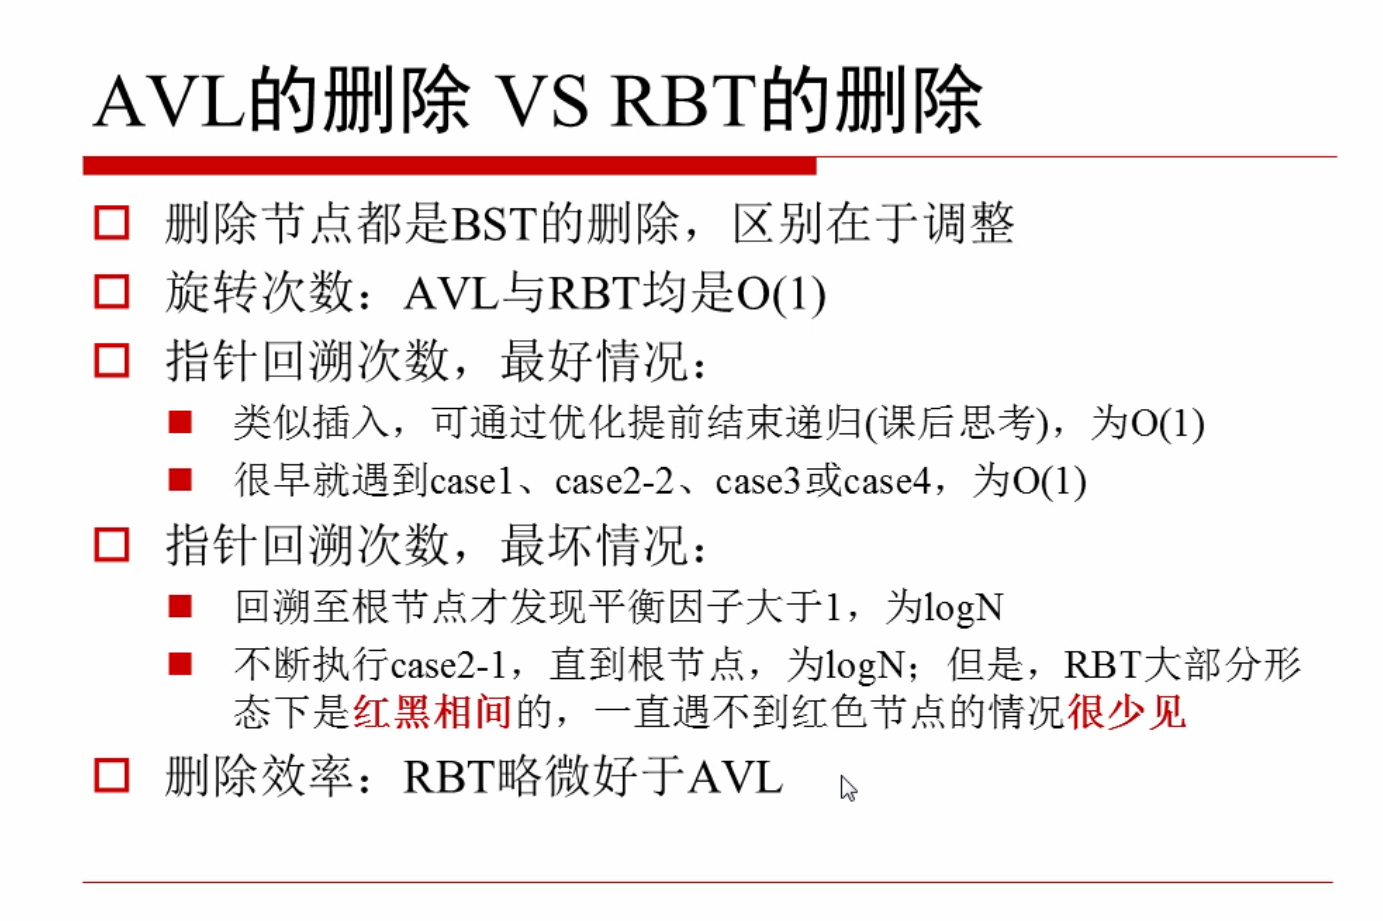 AVL的删除 VS RBT的删除
删除节点都是BST的删除，区别在于调整
旋转次数：AVL与RBT均是O(1)
指针回溯次数，最好情况：
类似插入，可通过优化提前结束递归(课后思考)，为O(1)
很早就遇到case1、case2-2、case3或case4，为O(1)
指针回溯次数，最坏情况：
回溯至根节点才发现平衡因子大于1，为logN
不断执行case2-1，直到根节点，为logN；但是，RBT大部分形
态下是红黑相间的，一直遇不到红色节点的情况很少见
删除效率：RBT略微好于AVL